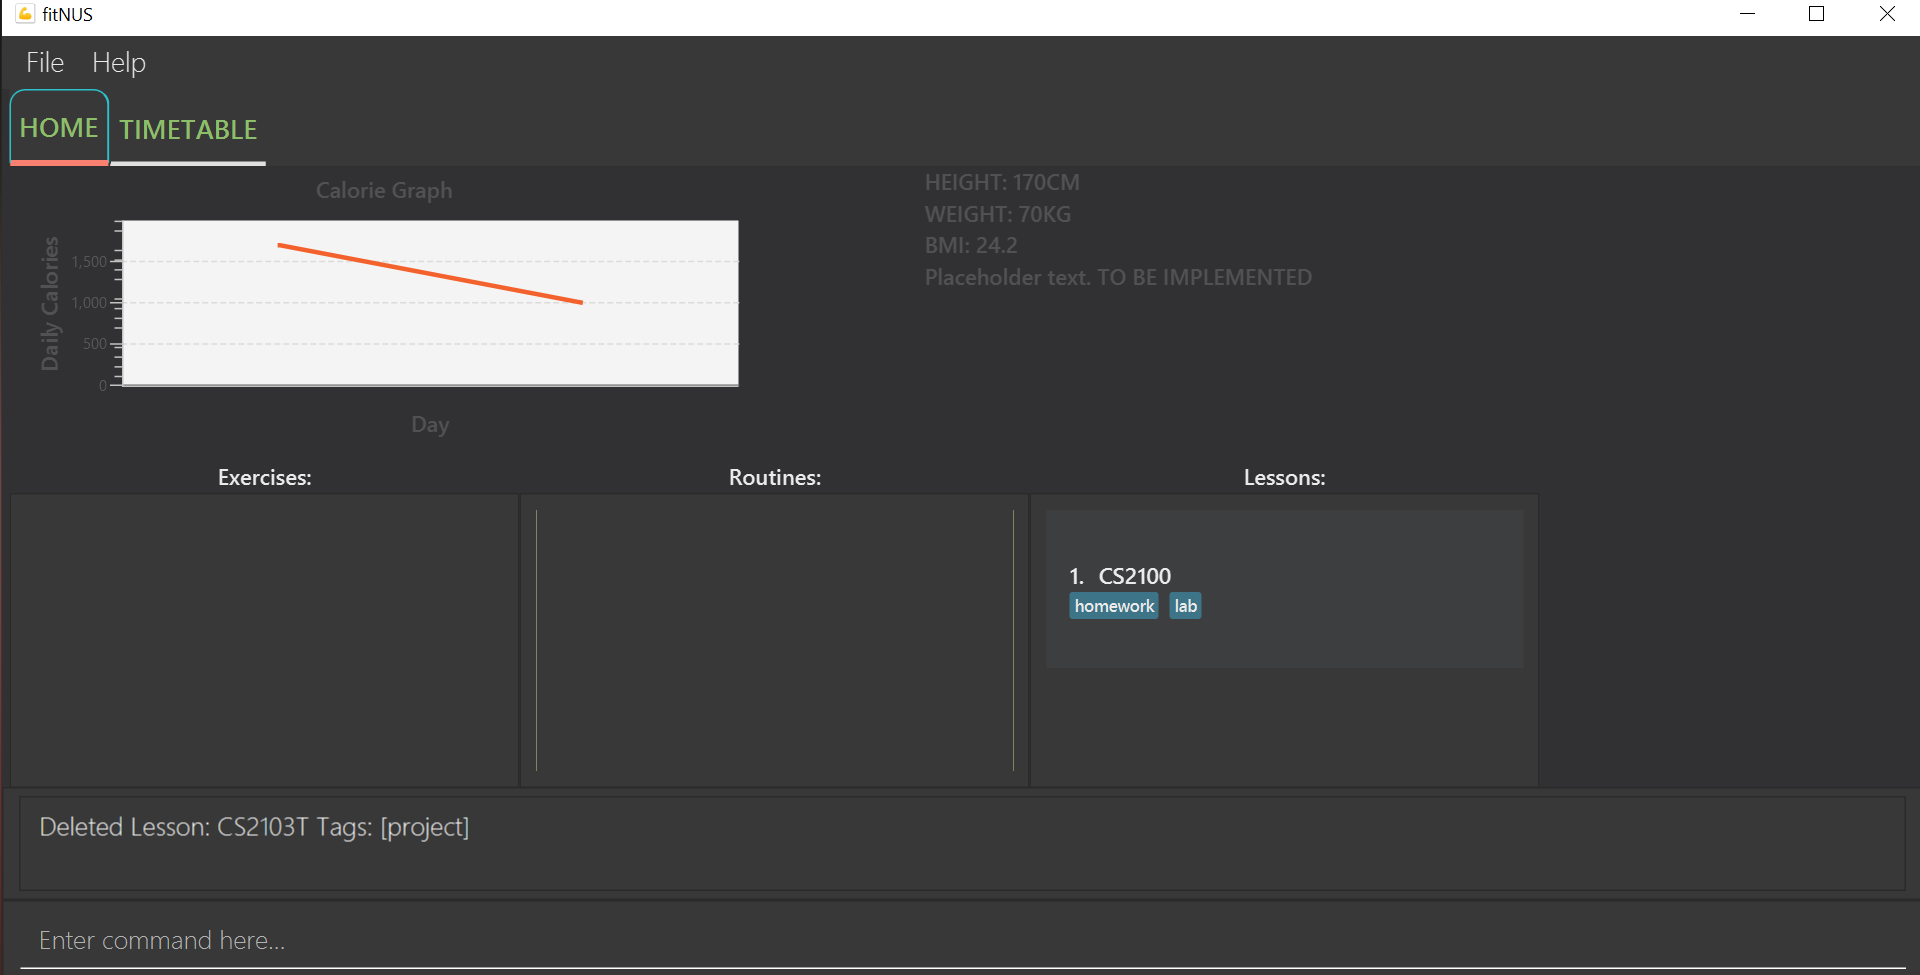 fitNUS
File Help
HOME TIMETABLE
Calorie Graph
Daily Calories
1,500
1,000
500
0
Day
HEIGHT: 170CM
WEIGHT: 70KG
BMI: 24.2
Placeholder text. TO BE IMPLEMENTED
Exercises:
Routines:
Lessons:
1. CS2100
homework lab
Deleted Lesson: CS2103T Tags: [project]
Enter command here...